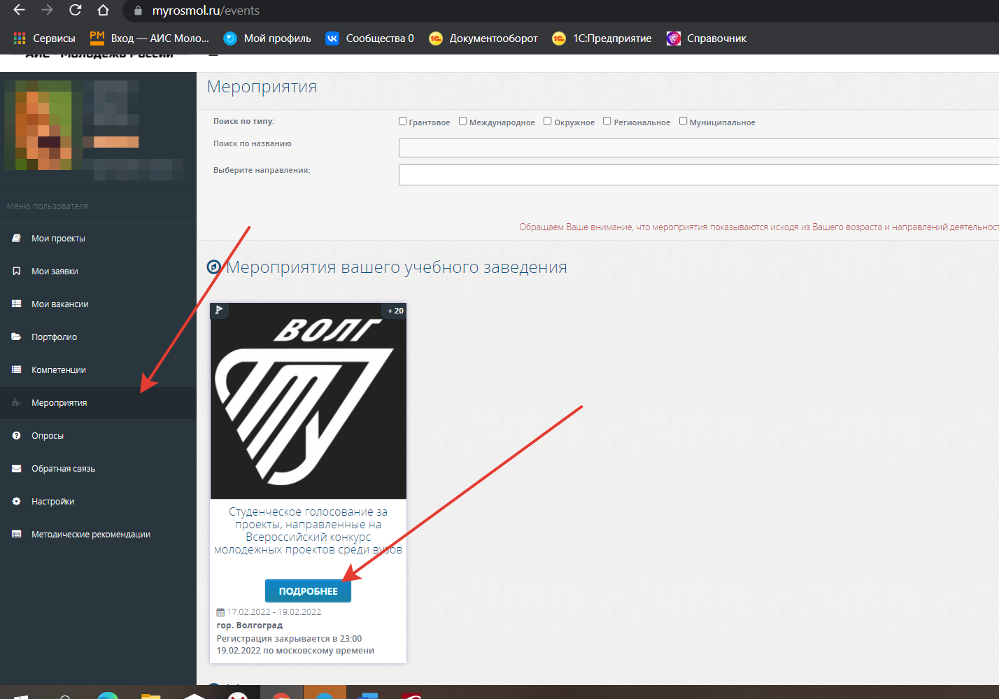 myrosmol.ru/events
Сервисы
Вход — АИС Моло...
Мой профиль
Сообщества 0
Документооборот
1С:Предприятие
Справочник
АИС «Молодежь России»
Мероприятия
Поиск по типу:
Грантовое
Международное
Окружное
Региональное
Муниципальное
Поиск по названию
Выберите направления:
Обращаем Ваше внимание, что мероприятия показываются исходя из Вашего возраста и направлений деятельност
Меню пользователя
Мои проекты
Мои заявки
Мои вакансии
Портфолио
Компетенции
Мероприятия
Опросы
Обратная связь
Настройки
Методические рекомендации
Мероприятия вашего учебного заведения
+ 20
ВОЛГ
ГТУ
Студенческое голосование за
проекты, направленные на
Всероссийский конкурс
молодежных проектов среди вузов
ПОДРОБНЕЕ
17.02.2022 - 19.02.2022
гор. Волгоград
Регистрация закрывается в 23:00
19.02.2022 по московскому времени